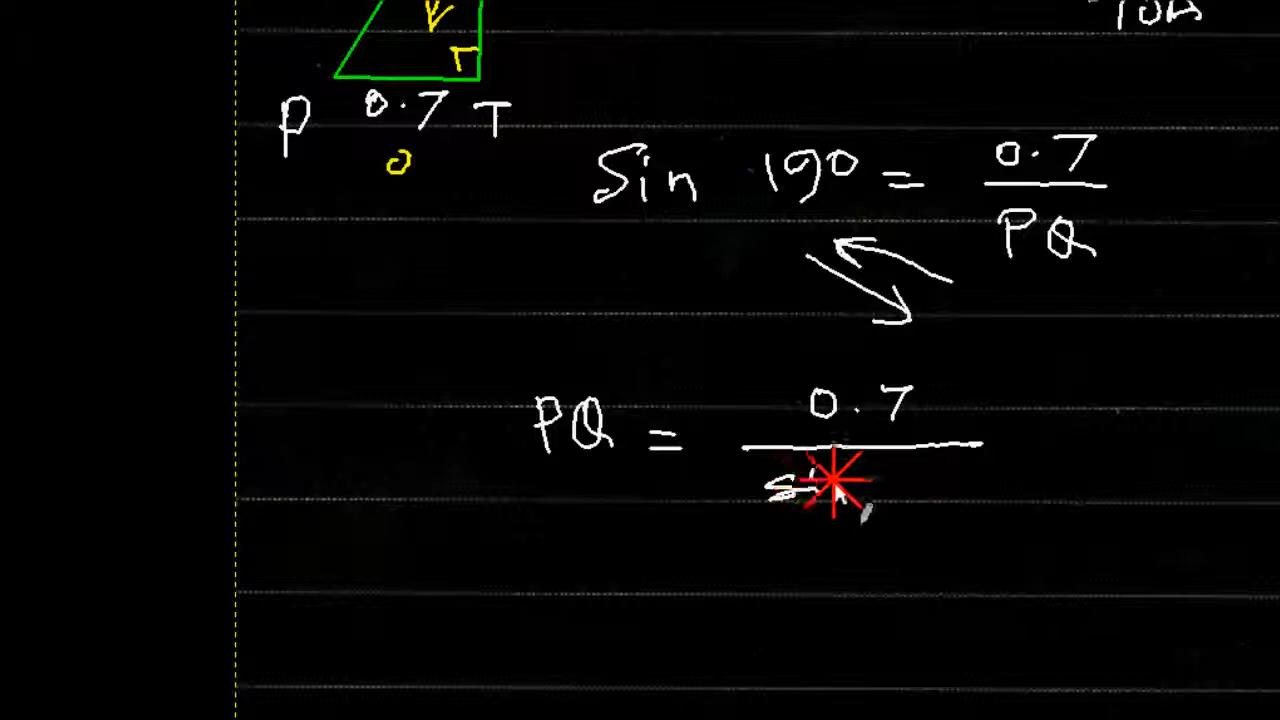 P 0.7 T
o
Sin 19° = 0.7 / PQ
PQ = 0.7